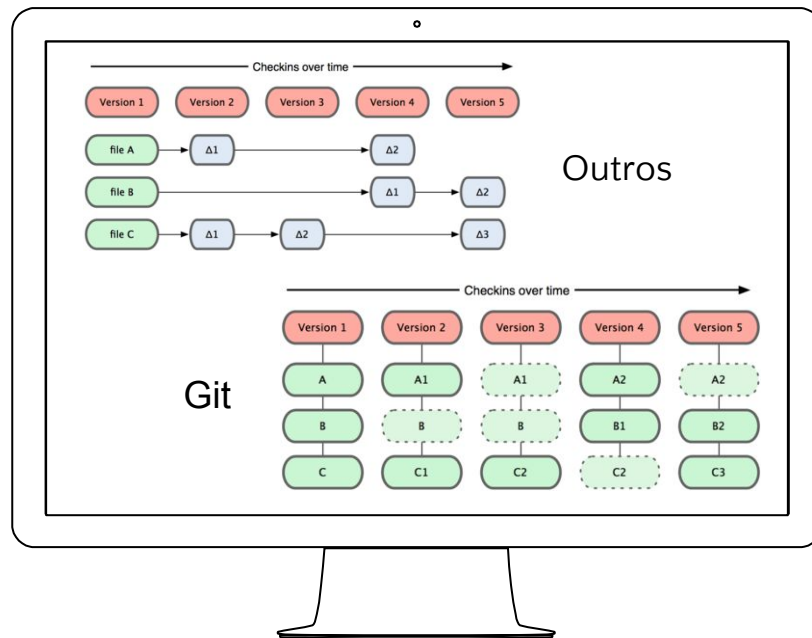 Checkins over time
Version 1 Version 2 Version 3 Version 4 Version 5
file A Δ1 Δ2
Outros
file B Δ1 Δ2
file C Δ1 Δ2 Δ3
Checkins over time
Version 1 Version 2 Version 3 Version 4 Version 5
Git
A A1 A1 A2 A2
B B B B1 B2
C C1 C2 C2 C3